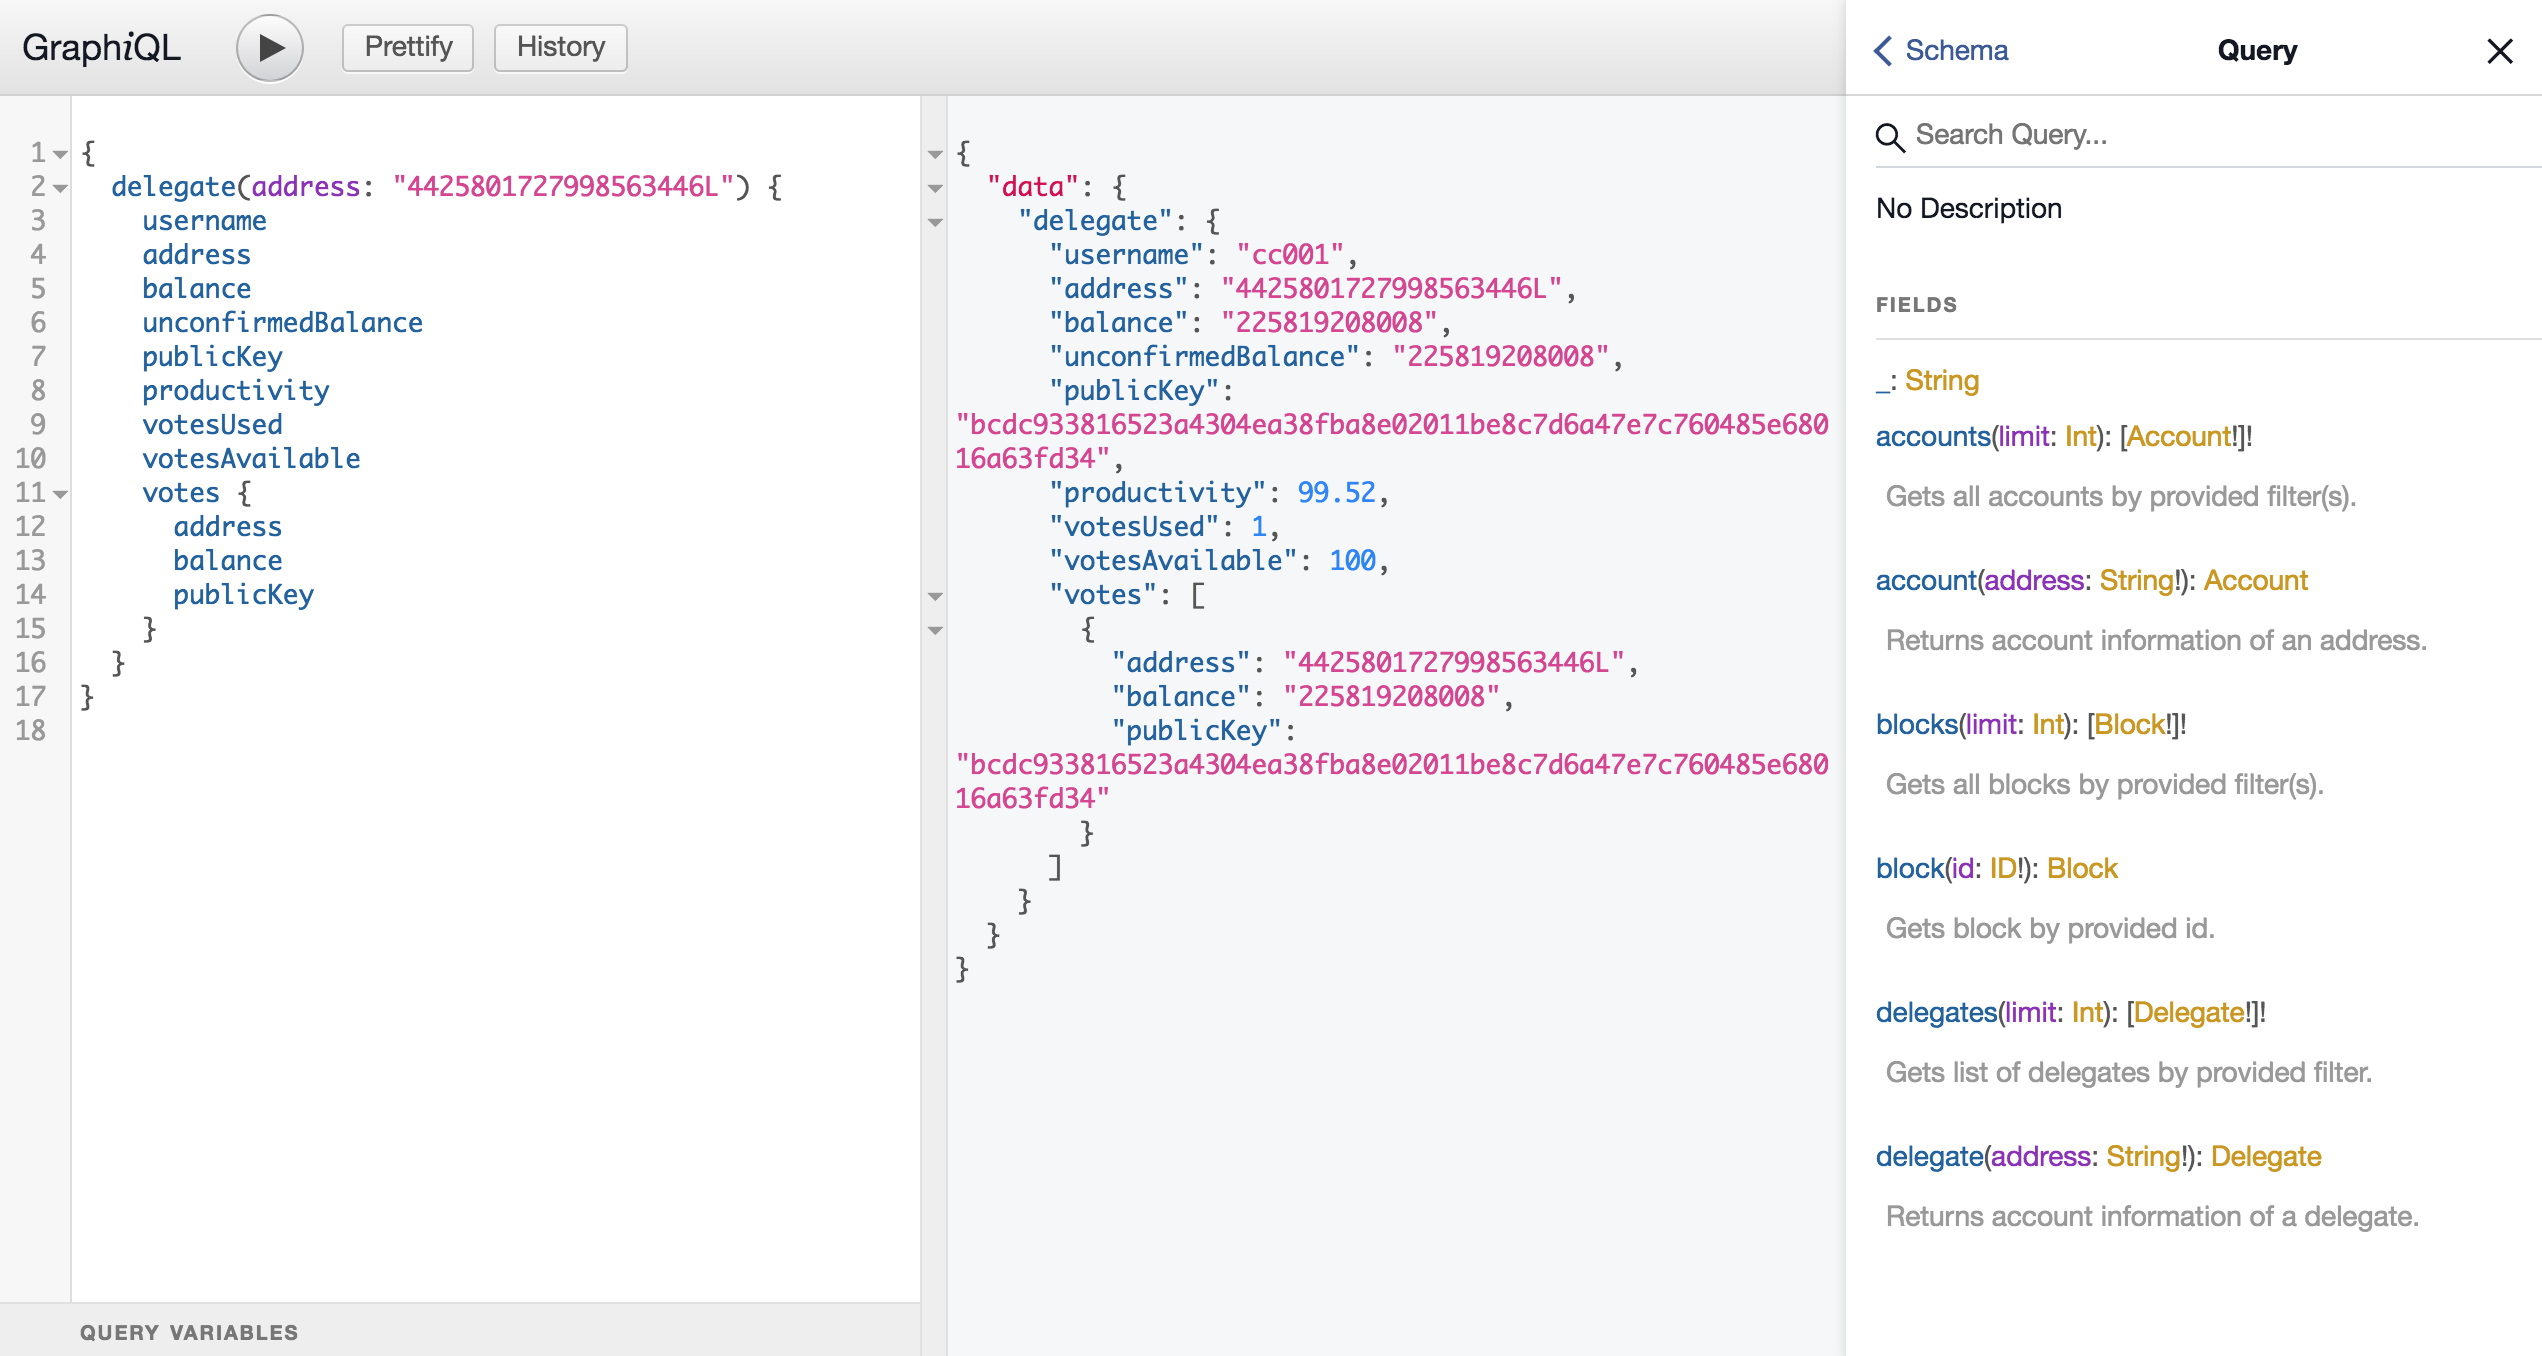 GraphiQL
Prettify
History
1 {
2 delegate(address: "4425801727998563446L") {
3 username
4 address
5 balance
6 unconfirmedBalance
7 publicKey
8 productivity
9 votesUsed
10 votesAvailable
11 votes {
12 address
13 balance
14 publicKey
15 }
16 }
17 }
18
QUERY VARIABLES
{
"data": {
"delegate": {
"username": "cc001",
"address": "4425801727998563446L",
"balance": "225819208008",
"unconfirmedBalance": "225819208008",
"publicKey":
"bcdc933816523a4304ea38fba8e02011be8c7d6a47e7c760485e680
16a63fd34",
"productivity": 99.52,
"votesUsed": 1,
"votesAvailable": 100,
"votes": [
{
"address": "4425801727998563446L",
"balance": "225819208008",
"publicKey":
"bcdc933816523a4304ea38fba8e02011be8c7d6a47e7c760485e680
16a63fd34"
}
]
}
}
}
Schema
Query
Search Query...
No Description
FIELDS
_: String
accounts(limit: Int): [Account!]!
Gets all accounts by provided filter(s).
account(address: String!): Account
Returns account information of an address.
blocks(limit: Int): [Block!]!
Gets all blocks by provided filter(s).
block(id: ID!): Block
Gets block by provided id.
delegates(limit: Int): [Delegate!]!
Gets list of delegates by provided filter.
delegate(address: String!): Delegate
Returns account information of a delegate.